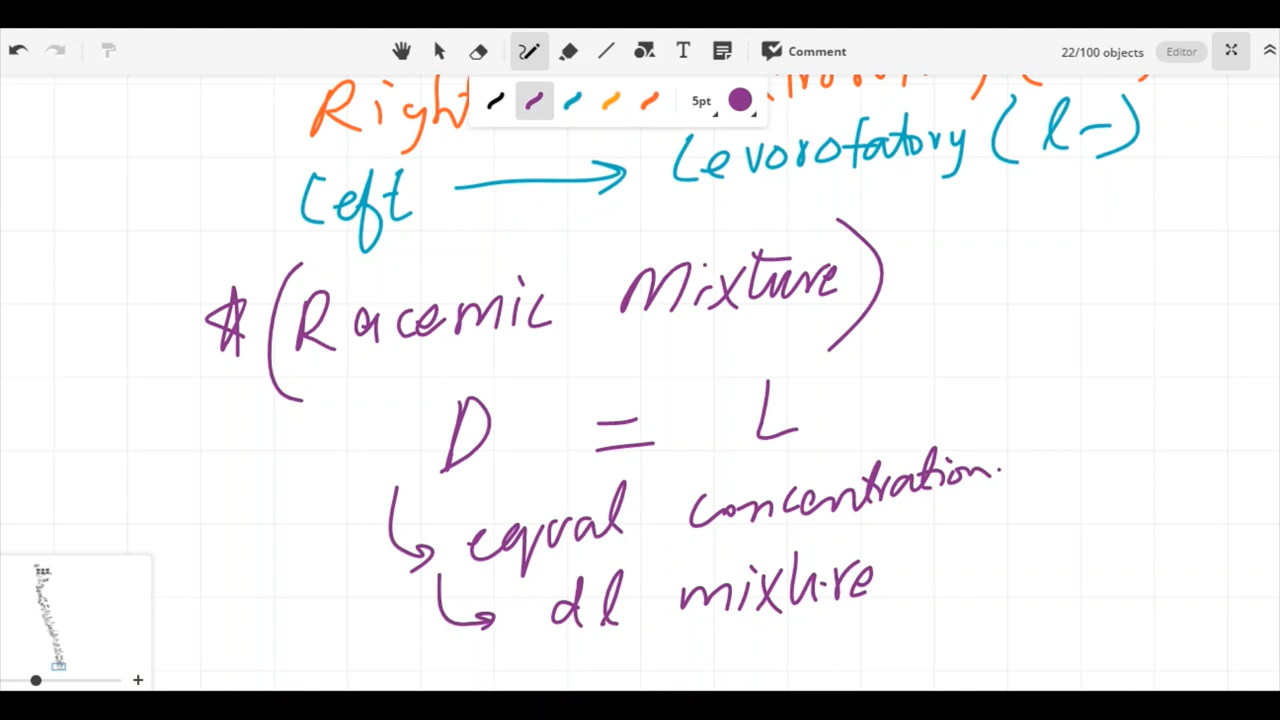 Comment 22/100 objects Editor
5pt
Right
Left → Levorotatory (l-)
* (Racemic Mixture)
D = L
↳ equal concentration.
↳ dl mixture